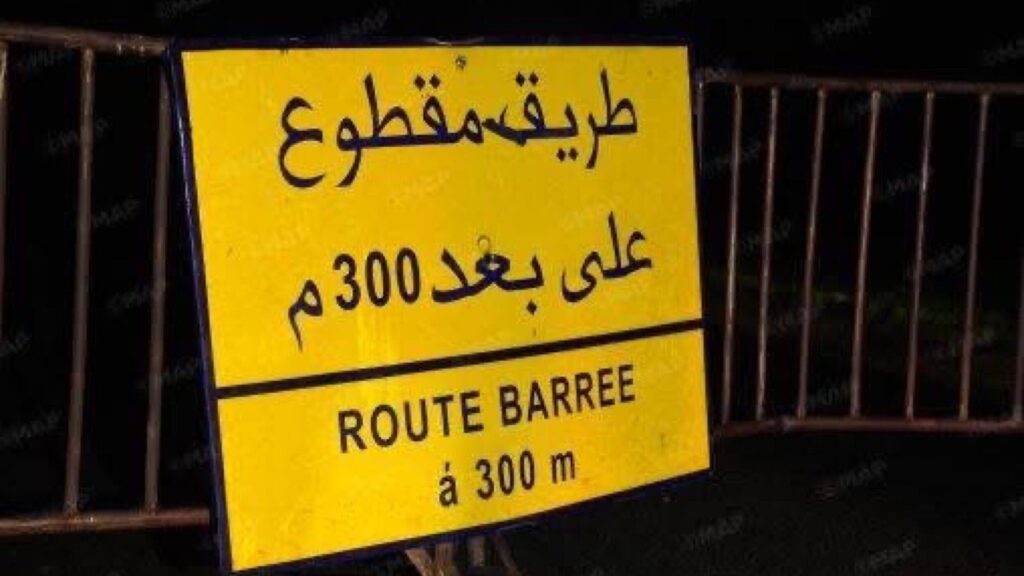 طريق مقطوع
على بعد 300 م
ROUTE BARREE
á 300 m